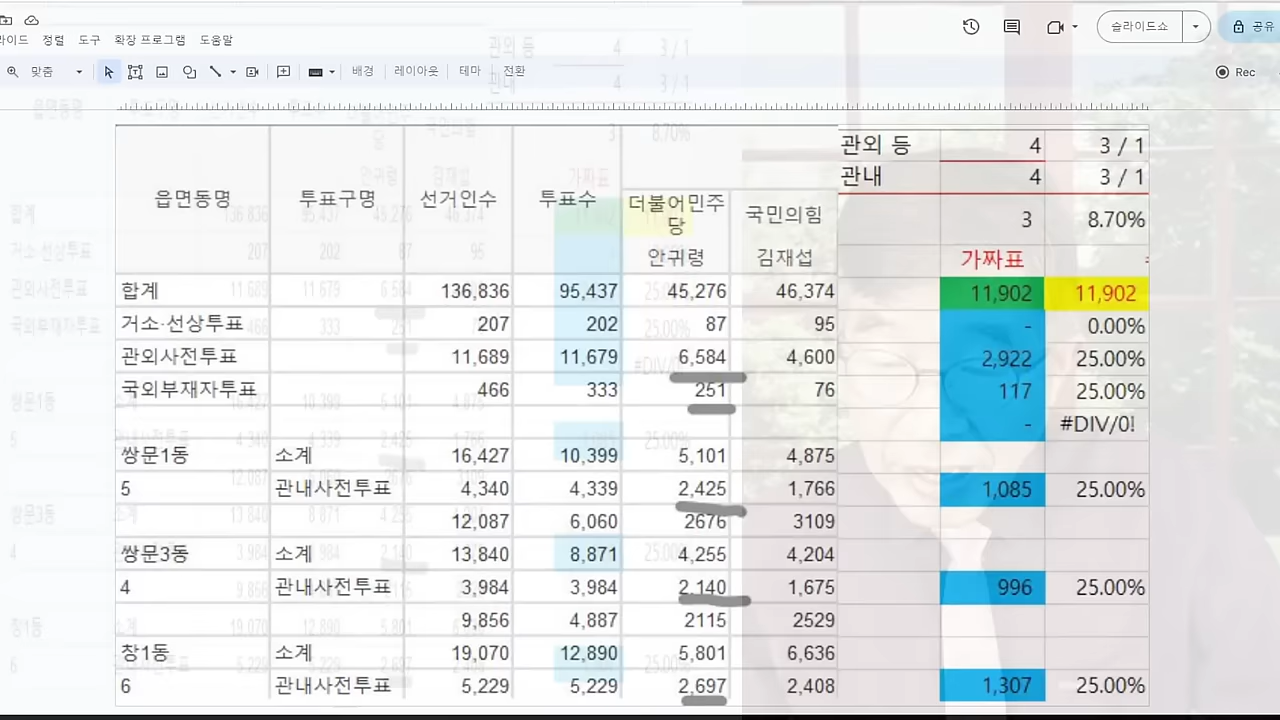 라이드 정렬 도구 확장 프로그램 도움말
슬라이드쇼
공유
맞춤
배경 레이아웃 테마 전환
Rec
관외 등 4 3 / 1
관내 4 3 / 1
읍면동명 투표구명 선거인수 투표수 더불어민주당 국민의힘 3 8.70%
안귀령 김재섭 가짜표
합계 136,836 95,437 45,276 46,374 11,902 11,902
거소·선상투표 207 202 87 95 - 0.00%
관외사전투표 11,689 11,679 6,584 4,600 2,922 25.00%
국외부재자투표 466 333 251 76 117 25.00%
- #DIV/0!
쌍문1동 소계 16,427 10,399 5,101 4,875
5 관내사전투표 4,340 4,339 2,425 1,766 1,085 25.00%
12,087 6,060 2676 3109
쌍문3동 소계 13,840 8,871 4,255 4,204
4 관내사전투표 3,984 3,984 2,140 1,675 996 25.00%
9,856 4,887 2115 2529
창1동 소계 19,070 12,890 5,801 6,636
6 관내사전투표 5,229 5,229 2,697 2,408 1,307 25.00%